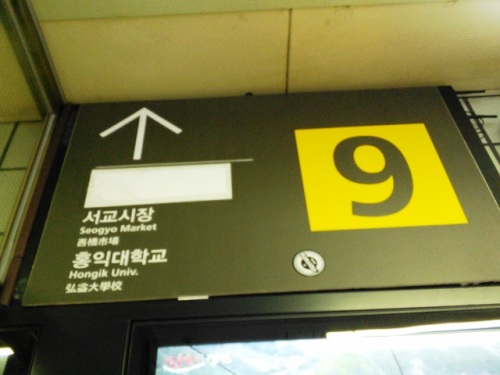 서교시장
Seogyo Market
西橋市場
홍익대학교
Hongik Univ.
弘益大學校
9